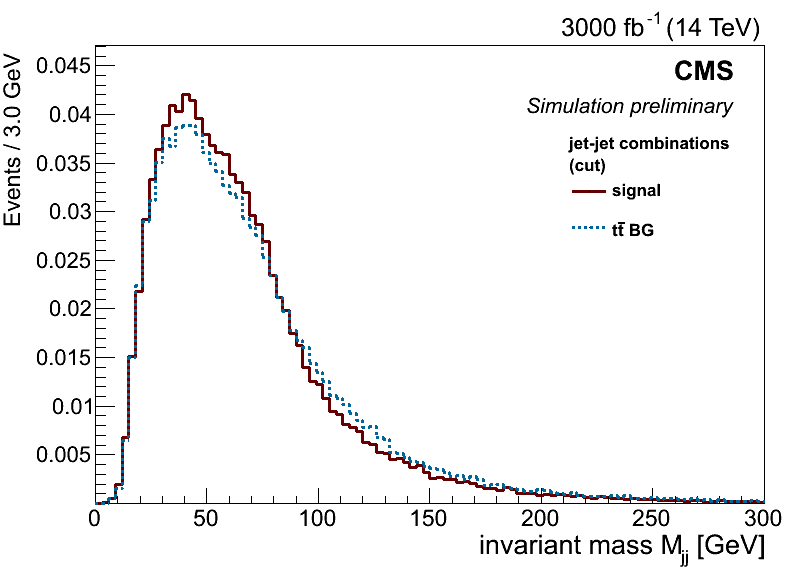 3000 fb⁻¹ (14 TeV)
CMS
Simulation preliminary
jet-jet combinations
(cut)
signal
tt̄ BG
Events / 3.0 GeV
0.045
0.04
0.035
0.03
0.025
0.02
0.015
0.01
0.005
0 50 100 150 200 250 300
invariant mass Mjj [GeV]